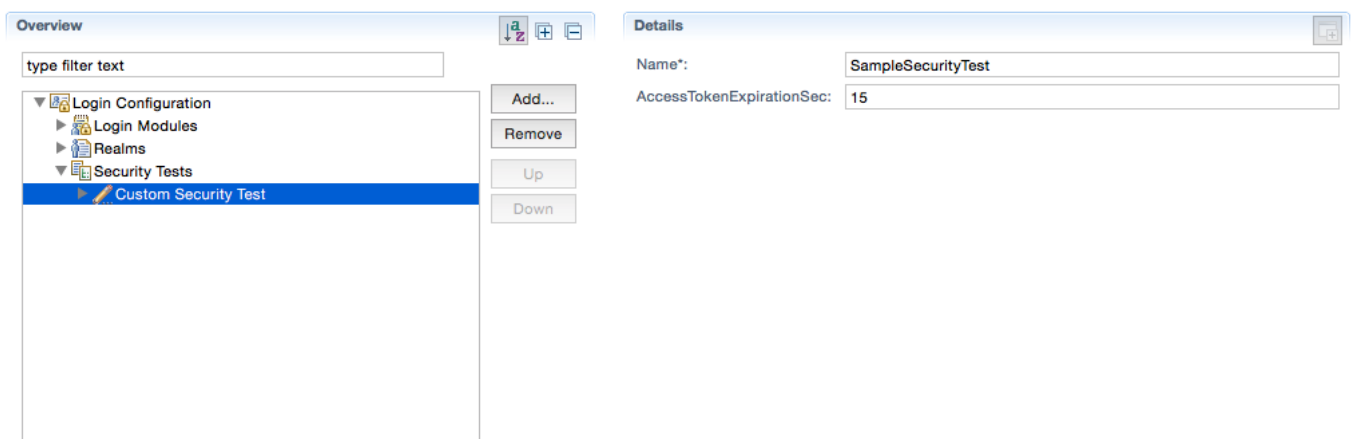 Overview
type filter text
Login Configuration
Login Modules
Realms
Security Tests
Custom Security Test
Add...
Remove
Up
Down
Details
Name*: SampleSecurityTest
AccessTokenExpirationSec: 15